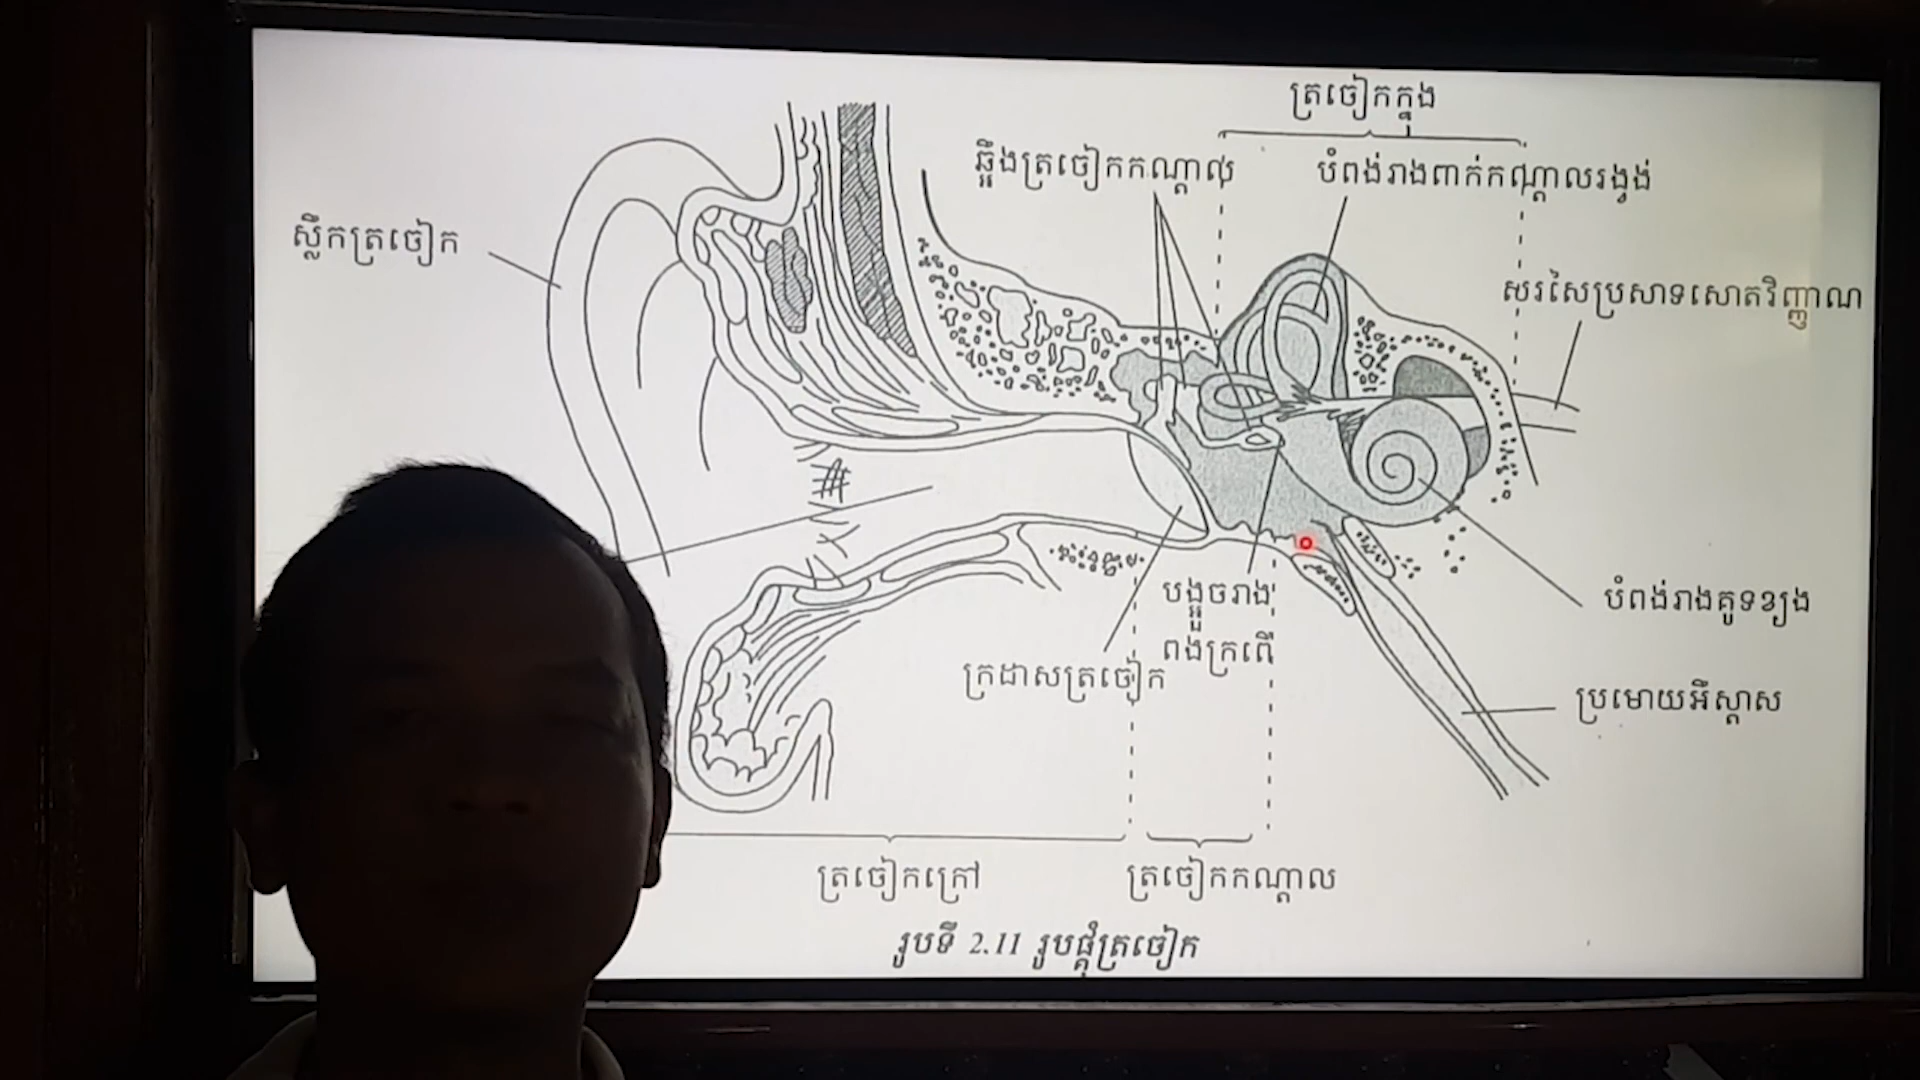 ត្រចៀកក្នុង
ឆ្អឹងត្រចៀកកណ្ដាល
បំពង់រាងពាក់កណ្ដាលរង្វង់
ស្លឹកត្រចៀក
សរសៃប្រសាទសោតវិញ្ញាណ
បង្អួចរាង
ពងក្រពើ
បំពង់រាងគូទខ្យង
ក្រដាសត្រចៀក
ប្រមោយអឺស្តាស
ត្រចៀកក្រៅ
ត្រចៀកកណ្ដាល
រូបទី 2.11 រូបផ្គុំត្រចៀក